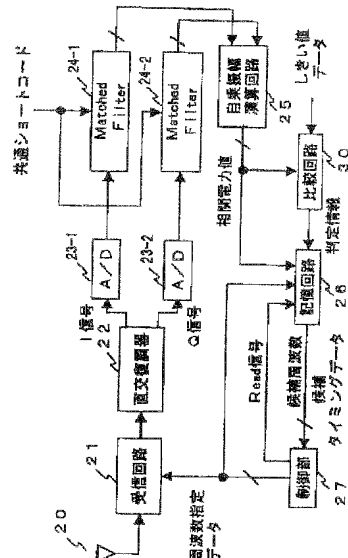 共通ショートコード
24-1
Matched
Filter
24-2
Matched
Filter
自乗振幅
演算回路
25
23-1
A/D
23-2
A/D
I信号
Q信号
22
直交復調器
21
受信回路
20
周波数指定
データ
相関電力値
しきい値
データ
30
比較回路
判定情報
26
記憶回路
Read信号
候補周波数
候補
タイミングデータ
制御部
27